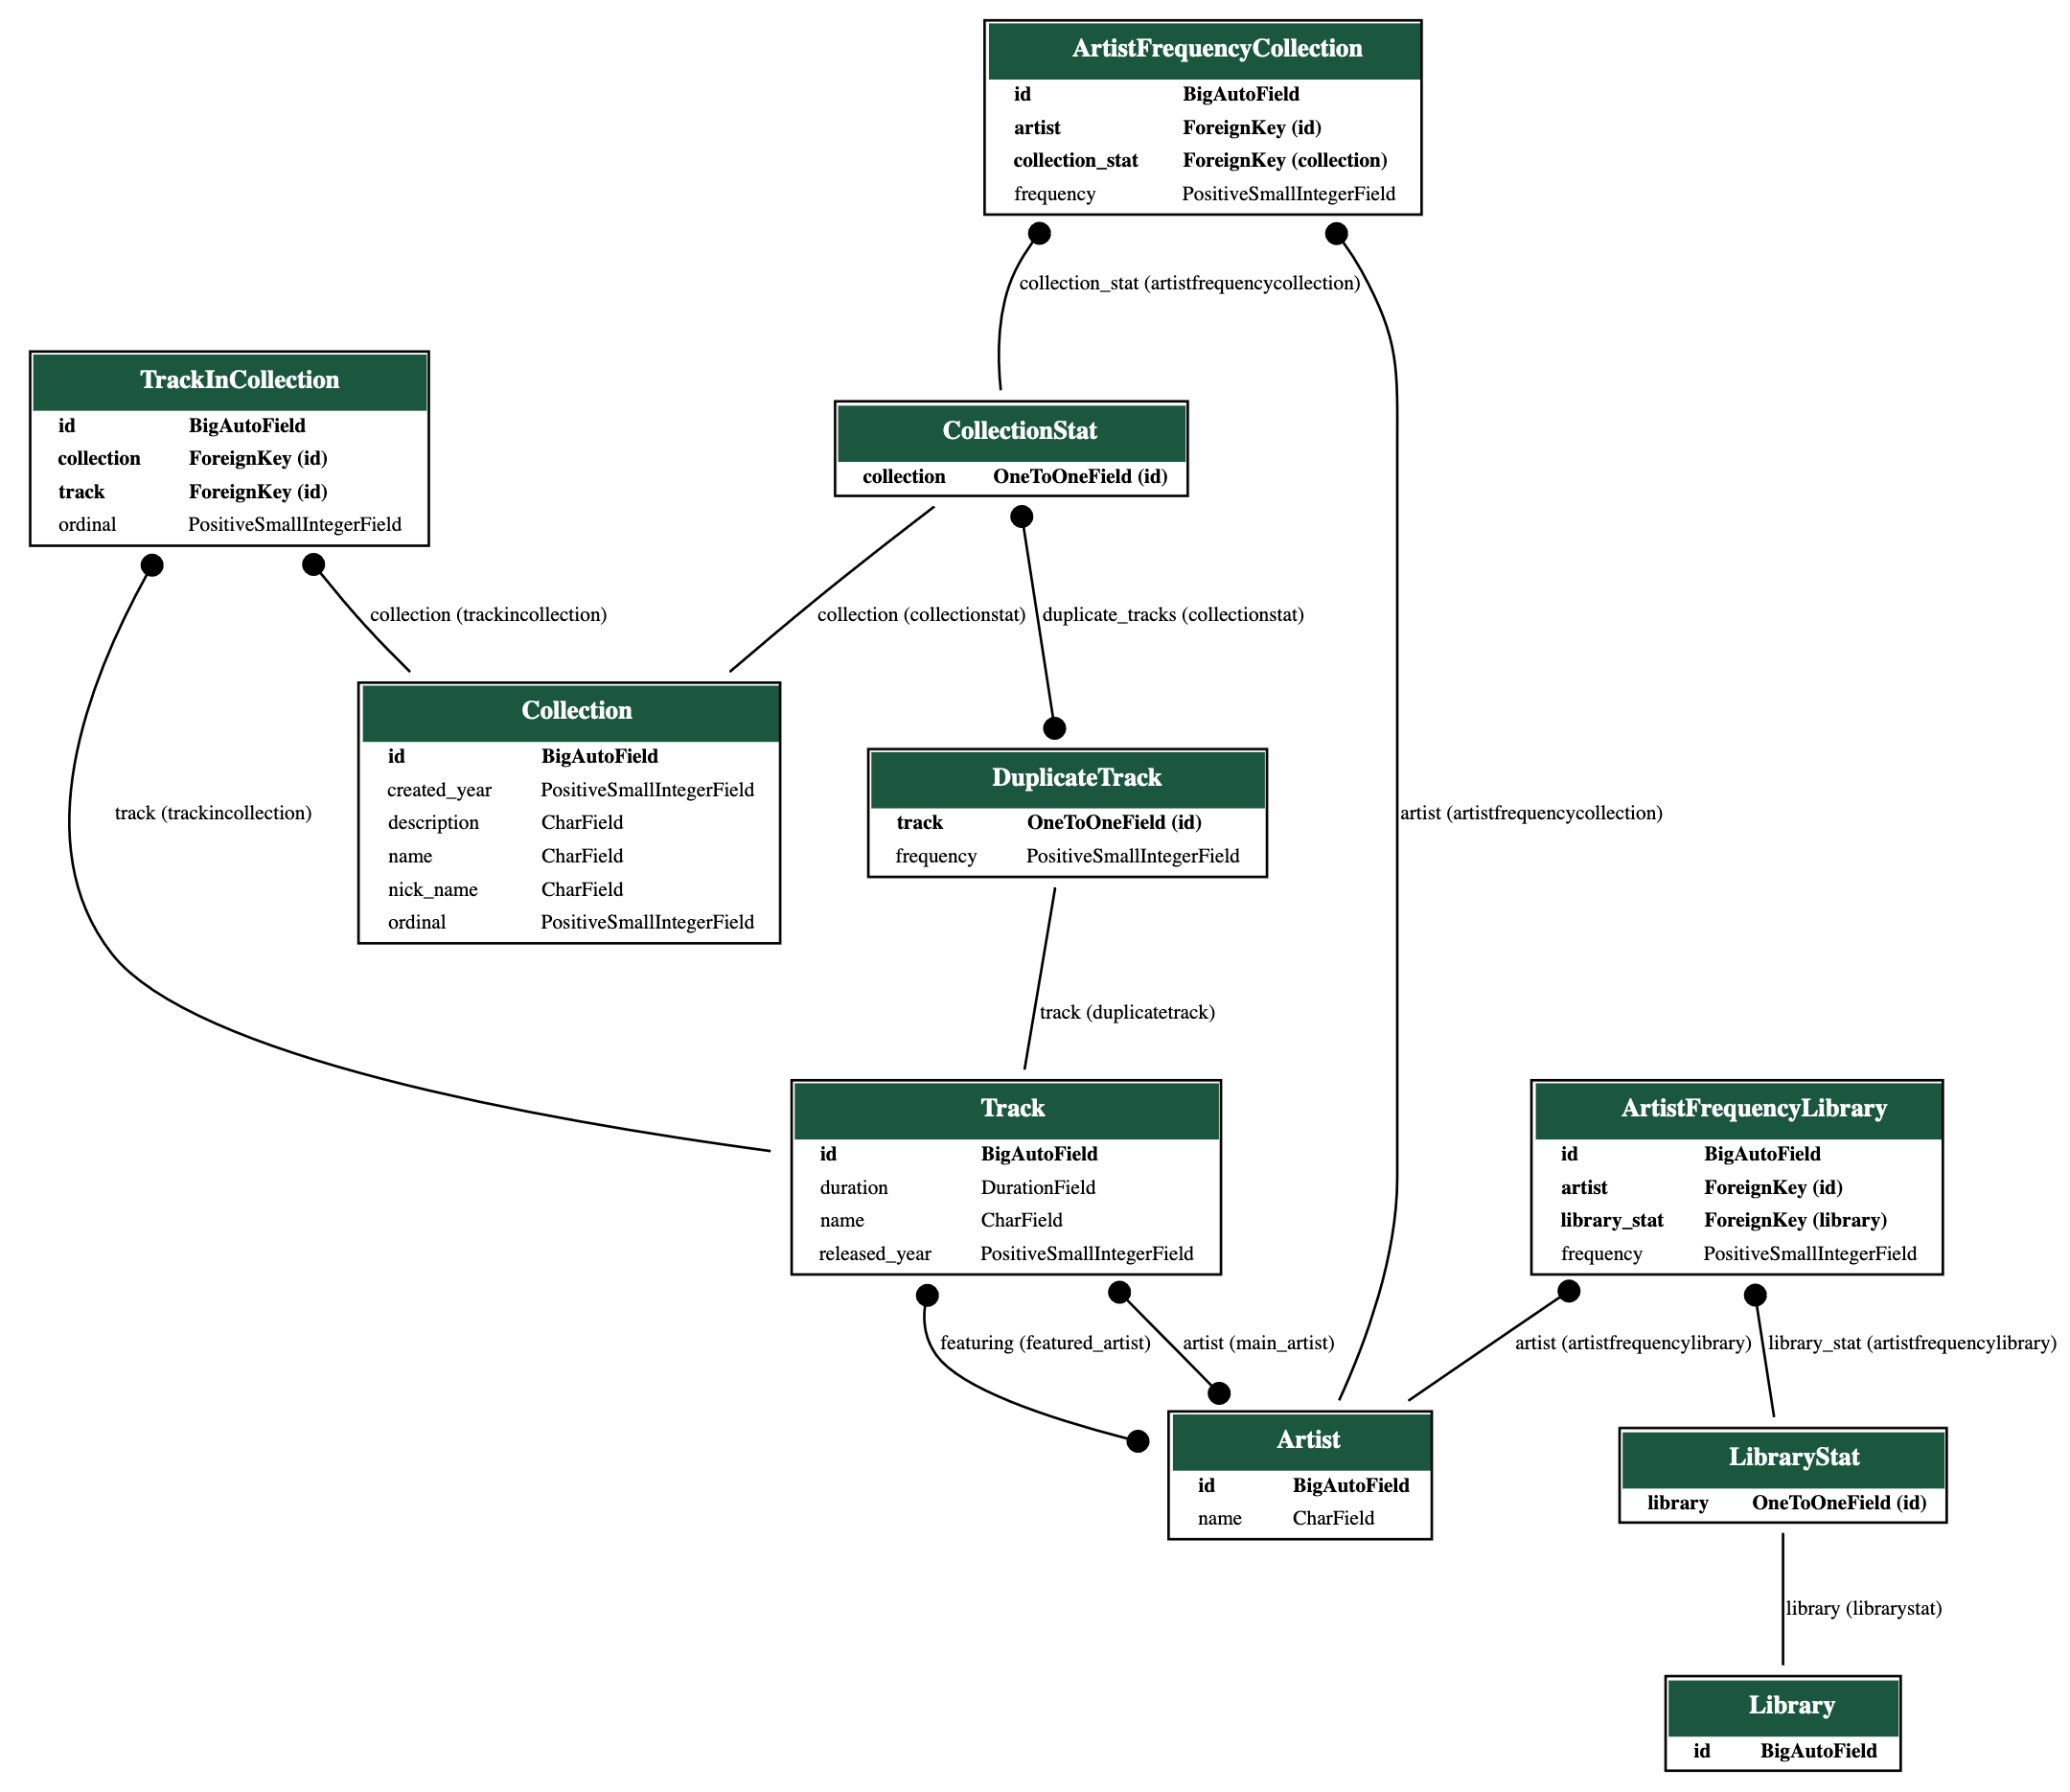 ArtistFrequencyCollection
id BigAutoField
artist ForeignKey (id)
collection_stat ForeignKey (collection)
frequency PositiveSmallIntegerField
collection_stat (artistfrequencycollection)
TrackInCollection
id BigAutoField
collection ForeignKey (id)
track ForeignKey (id)
ordinal PositiveSmallIntegerField
CollectionStat
collection OneToOneField (id)
collection (trackincollection)
collection (collectionstat)
duplicate_tracks (collectionstat)
Collection
id BigAutoField
created_year PositiveSmallIntegerField
description CharField
name CharField
nick_name CharField
ordinal PositiveSmallIntegerField
DuplicateTrack
track OneToOneField (id)
frequency PositiveSmallIntegerField
track (trackincollection)
artist (artistfrequencycollection)
track (duplicatetrack)
Track
id BigAutoField
duration DurationField
name CharField
released_year PositiveSmallIntegerField
ArtistFrequencyLibrary
id BigAutoField
artist ForeignKey (id)
library_stat ForeignKey (library)
frequency PositiveSmallIntegerField
featuring (featured_artist)
artist (main_artist)
artist (artistfrequencylibrary)
library_stat (artistfrequencylibrary)
Artist
id BigAutoField
name CharField
LibraryStat
library OneToOneField (id)
library (librarystat)
Library
id BigAutoField